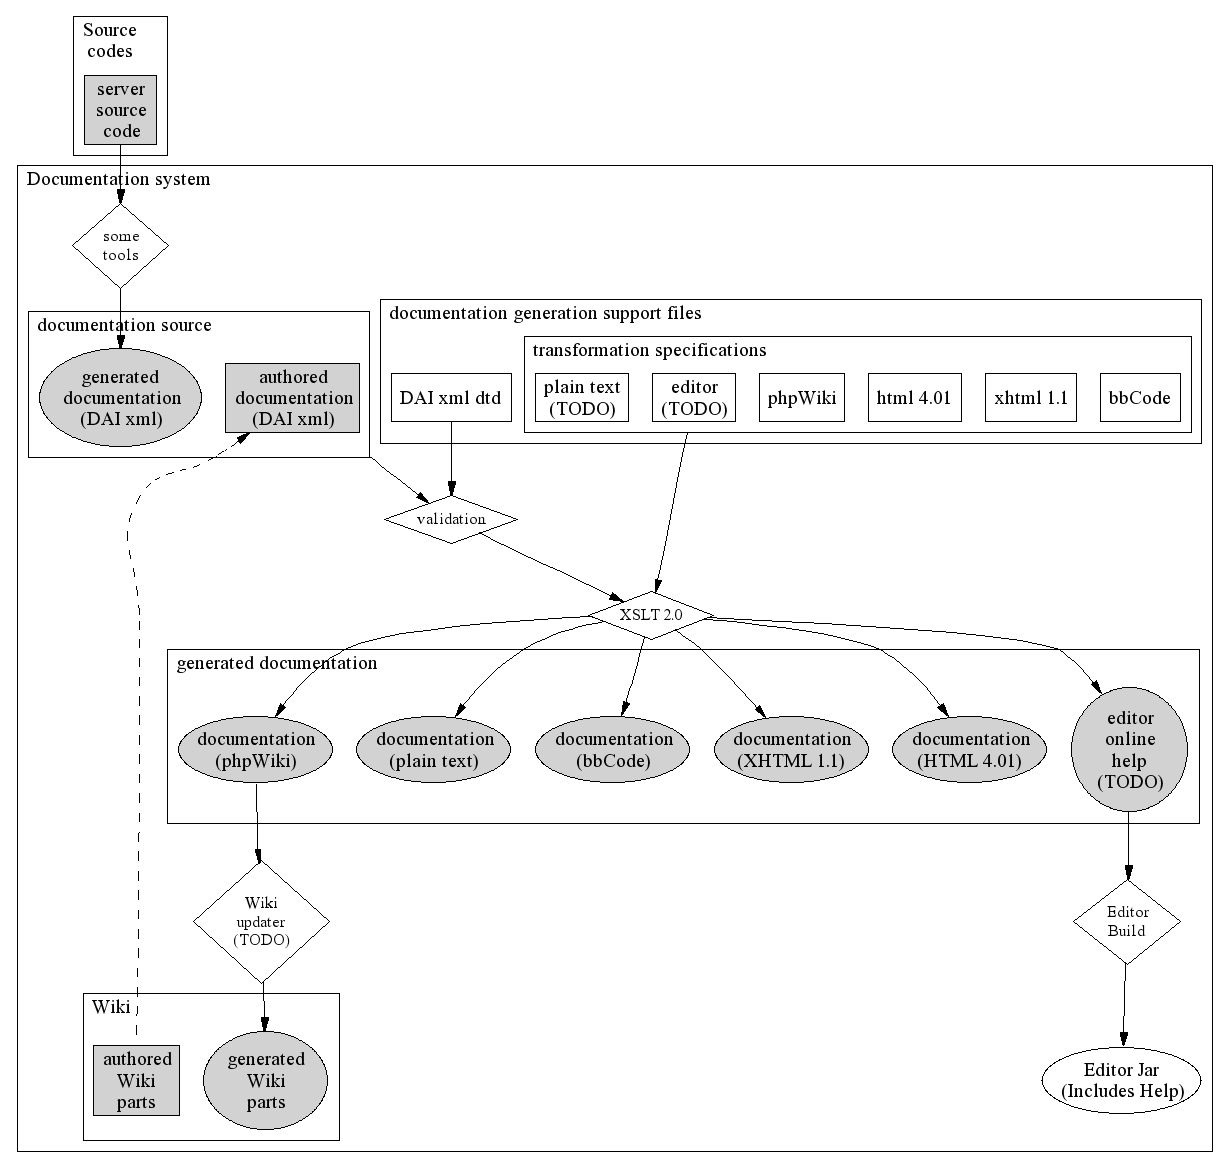 Source
codes
server
source
code
Documentation system
some
tools
documentation source
generated
documentation
(DAI xml)
authored
documentation
(DAI xml)
documentation generation support files
DAI xml dtd
transformation specifications
plain text
(TODO)
editor
(TODO)
phpWiki
html 4.01
xhtml 1.1
bbCode
validation
XSLT 2.0
generated documentation
documentation
(phpWiki)
documentation
(plain text)
documentation
(bbCode)
documentation
(XHTML 1.1)
documentation
(HTML 4.01)
editor
online
help
(TODO)
Wiki
updater
(TODO)
Editor
Build
Wiki
authored
Wiki
parts
generated
Wiki
parts
Editor Jar
(Includes Help)